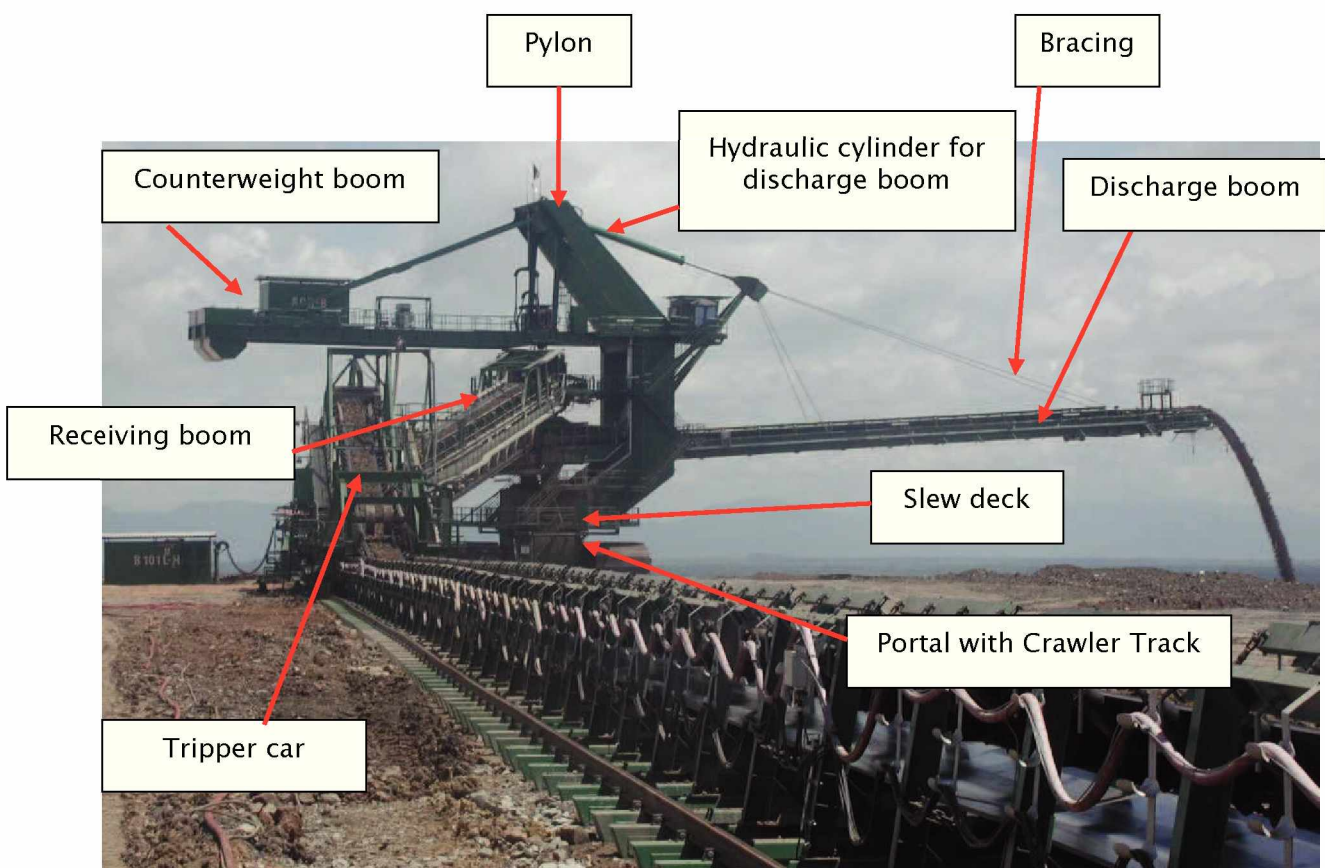 Pylon
Bracing
Hydraulic cylinder for
discharge boom
Counterweight boom
Discharge boom
Receiving boom
Slew deck
Portal with Crawler Track
Tripper car